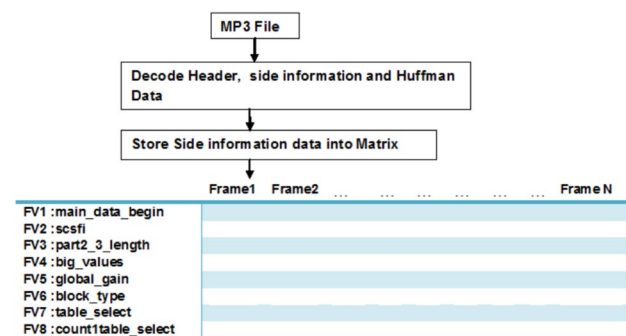 MP3 File
Decode Header, side information and Huffman
Data
Store Side information data into Matrix
Frame1 Frame2 ... ... ... ... ... ... Frame N
FV1 :main_data_begin
FV2 :scsfi
FV3 :part2_3_length
FV4 :big_values
FV5 :global_gain
FV6 :block_type
FV7 :table_select
FV8 :count1table_select